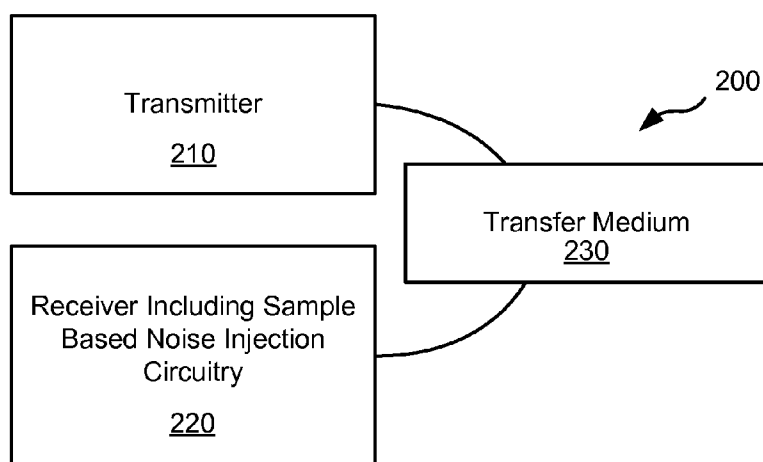 Transmitter
210
200
Transfer Medium
230
Receiver Including Sample
Based Noise Injection
Circuitry
220